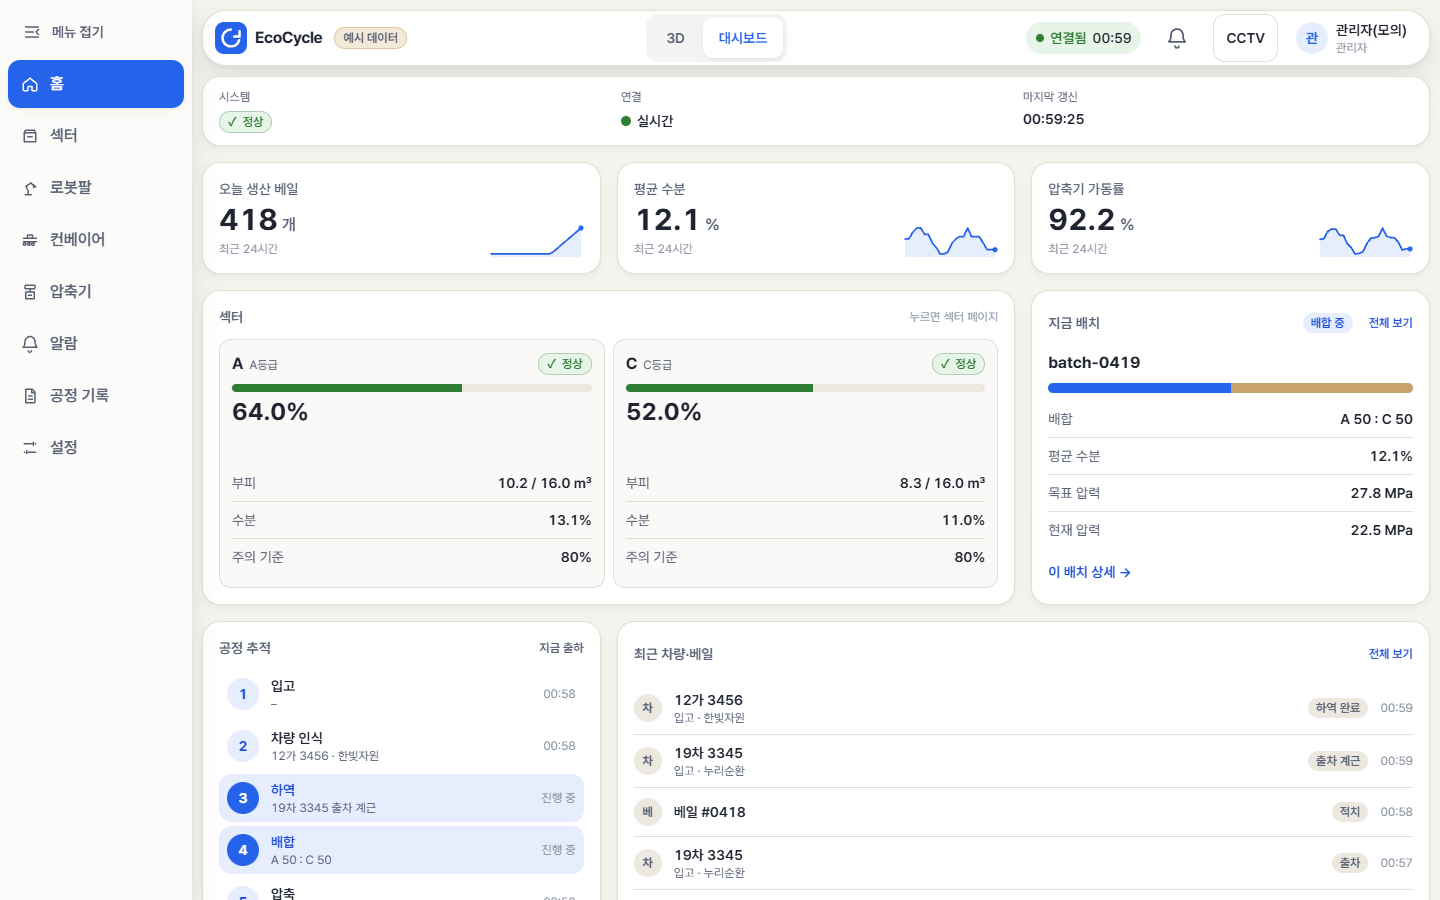 메뉴 접기
홈
섹터
로봇팔
컨베이어
압축기
알람
공정 기록
설정
EcoCycle 예시 데이터
3D 대시보드
연결됨 00:59
CCTV
관 관리자(모의)
관리자
시스템
✓ 정상
연결
실시간
마지막 갱신
00:59:25
오늘 생산 베일
418 개
최근 24시간
평균 수분
12.1 %
최근 24시간
압축기 가동률
92.2 %
최근 24시간
섹터 누르면 섹터 페이지
A A등급 ✓ 정상
64.0%
부피 10.2 / 16.0 m³
수분 13.1%
주의 기준 80%
C C등급 ✓ 정상
52.0%
부피 8.3 / 16.0 m³
수분 11.0%
주의 기준 80%
지금 배치 배합 중 전체 보기
batch-0419
배합 A 50 : C 50
평균 수분 12.1%
목표 압력 27.8 MPa
현재 압력 22.5 MPa
이 배치 상세 →
공정 추적 지금 출하
1 입고 00:58
–
2 차량 인식 00:58
12가 3456 · 한빛자원
3 하역 진행 중
19차 3345 출차 계근
4 배합 진행 중
A 50 : C 50
압축
최근 차량·베일 전체 보기
차 12가 3456 하역 완료 00:59
입고 · 한빛자원
차 19차 3345 출차 계근 00:59
입고 · 누리순환
베 베일 #0418 적치 00:58
차 19차 3345 출차 00:57
입고 · 누리순환